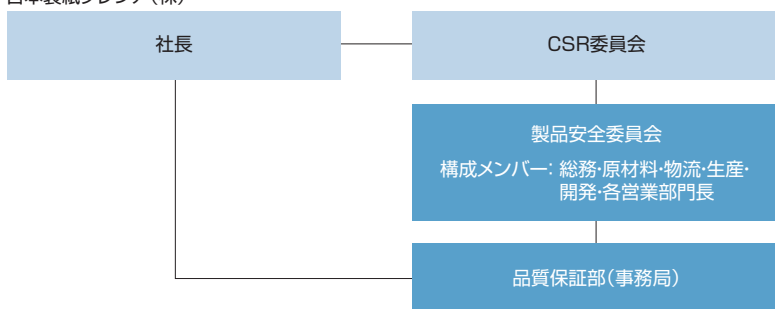 社長
CSR委員会
製品安全委員会
構成メンバー：総務・原材料・物流・生産・
開発・各営業部門長
品質保証部（事務局）